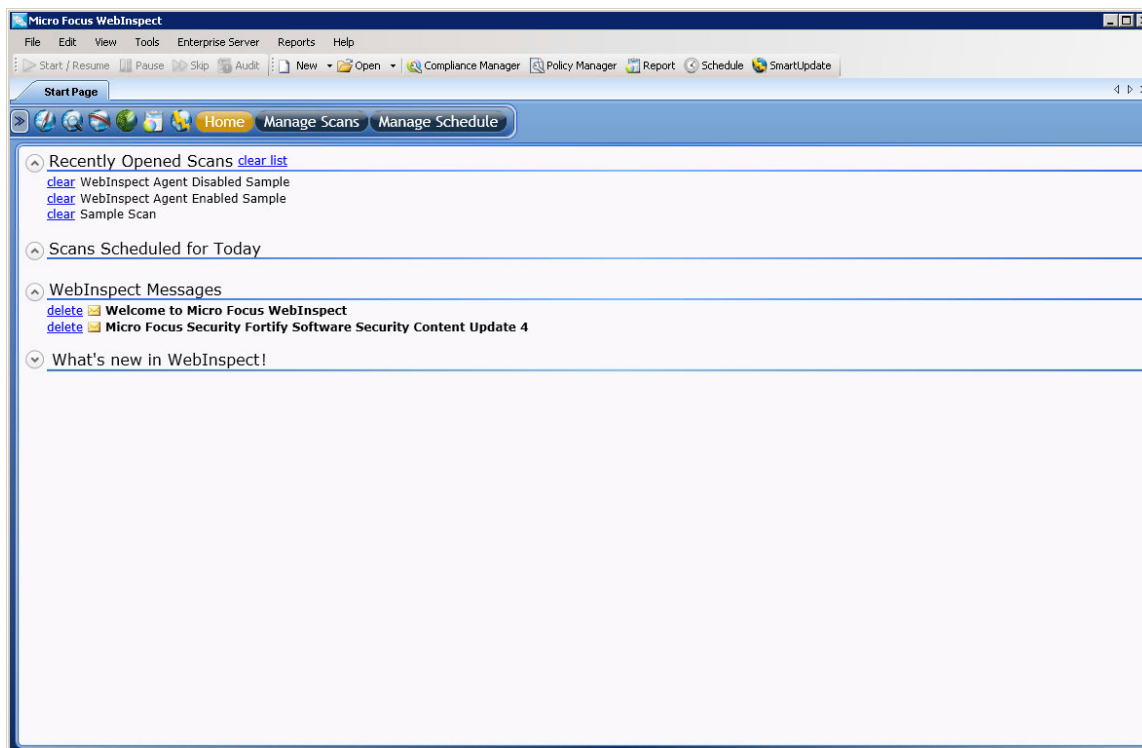 Micro Focus WebInspect
File Edit View Tools Enterprise Server Reports Help
Start / Resume Pause Skip Audit New Open Compliance Manager Policy Manager Report Schedule SmartUpdate
Start Page
Home Manage Scans Manage Schedule
Recently Opened Scans clear list
clear WebInspect Agent Disabled Sample
clear WebInspect Agent Enabled Sample
clear Sample Scan
Scans Scheduled for Today
WebInspect Messages
delete Welcome to Micro Focus WebInspect
delete Micro Focus Security Fortify Software Security Content Update 4
What's new in WebInspect!